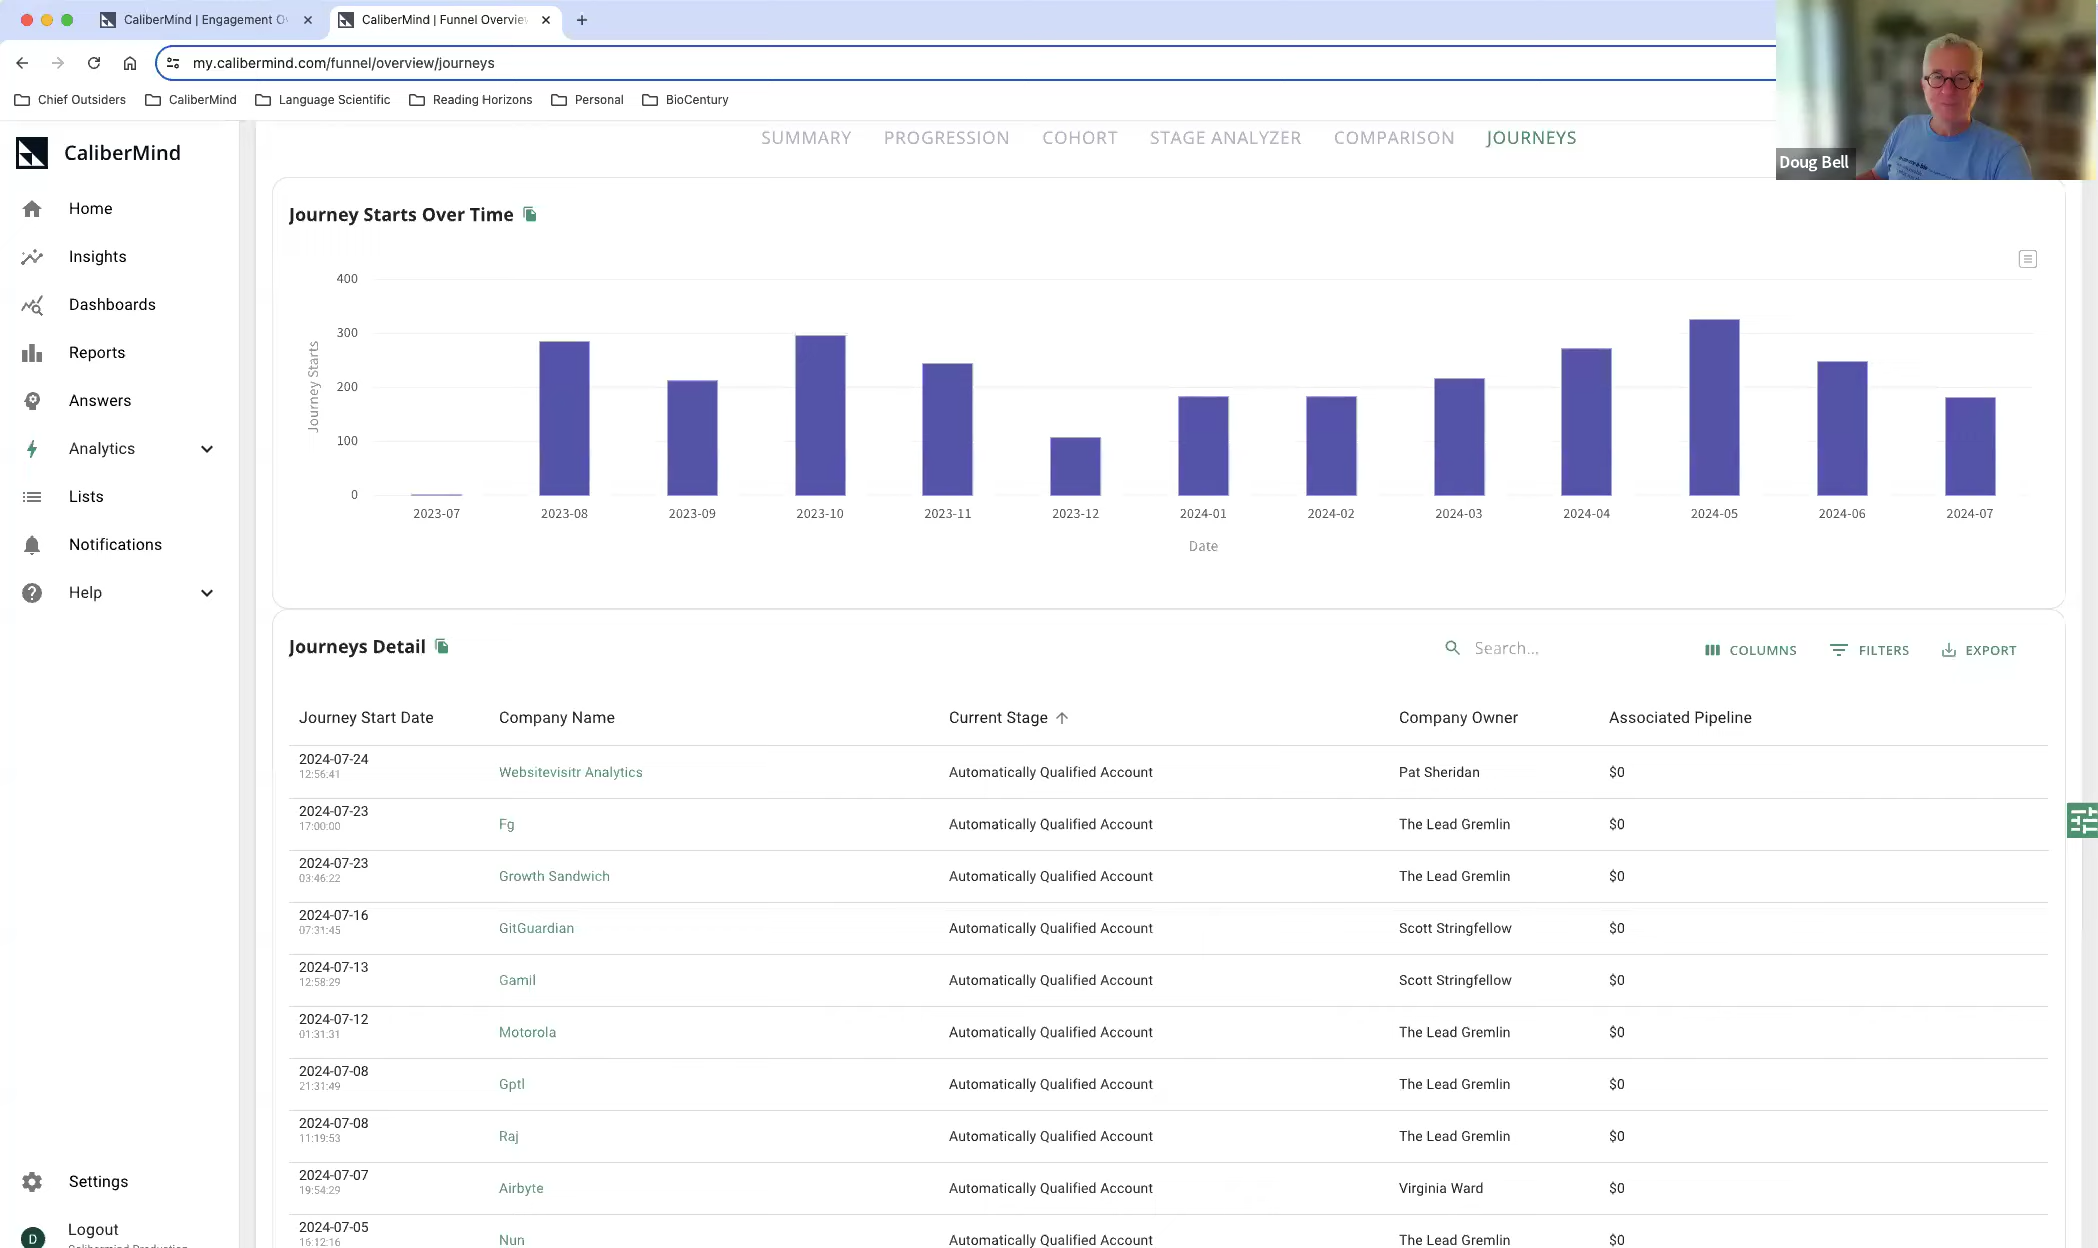 CaliberMind | Engagement O
CaliberMind | Funnel Overvie
my.calibermind.com/funnel/overview/journeys
Chief Outsiders
CaliberMind
Language Scientific
Reading Horizons
Personal
BioCentury
Doug Bell
CaliberMind
Home
Insights
Dashboards
Reports
Answers
Analytics
Lists
Notifications
Help
Settings
D
Logout
SUMMARY PROGRESSION COHORT STAGE ANALYZER COMPARISON JOURNEYS
Journey Starts Over Time
Journey Starts
400
300
200
100
0
2023-07 2023-08 2023-09 2023-10 2023-11 2023-12 2024-01 2024-02 2024-03 2024-04 2024-05 2024-06 2024-07
Date
Journeys Detail
Search...
COLUMNS
FILTERS
EXPORT
Journey Start Date Company Name Current Stage Company Owner Associated Pipeline
2024-07-24
12:56:41
Websitevisitr Analytics Automatically Qualified Account Pat Sheridan $0
2024-07-23
17:00:00
Fg Automatically Qualified Account The Lead Gremlin $0
2024-07-23
03:46:22
Growth Sandwich Automatically Qualified Account The Lead Gremlin $0
2024-07-16
07:31:45
GitGuardian Automatically Qualified Account Scott Stringfellow $0
2024-07-13
12:58:29
Gamil Automatically Qualified Account Scott Stringfellow $0
2024-07-12
01:31:31
Motorola Automatically Qualified Account The Lead Gremlin $0
2024-07-08
21:31:49
Gptl Automatically Qualified Account The Lead Gremlin $0
2024-07-08
11:19:53
Raj Automatically Qualified Account The Lead Gremlin $0
2024-07-07
19:54:29
Airbyte Automatically Qualified Account Virginia Ward $0
2024-07-05
16:12:16
Nun Automatically Qualified Account The Lead Gremlin $0